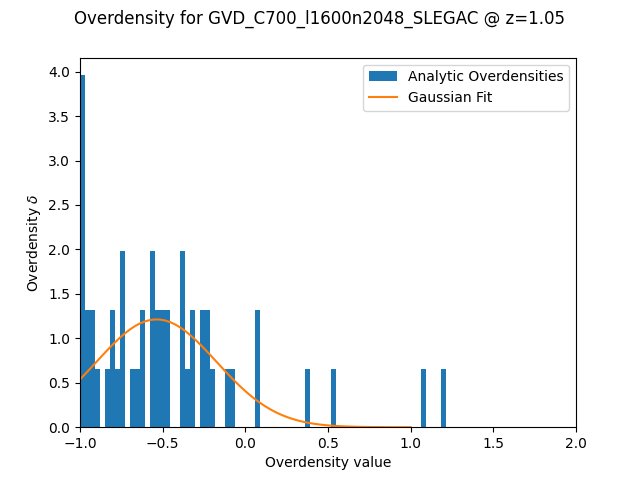 Overdensity for GVD_C700_l1600n2048_SLEGAC @ z=1.05
Analytic Overdensities
Gaussian Fit
Overdensity δ
4.0
3.5
3.0
2.5
2.0
1.5
1.0
0.5
0.0
−1.0 −0.5 0.0 0.5 1.0 1.5 2.0
Overdensity value